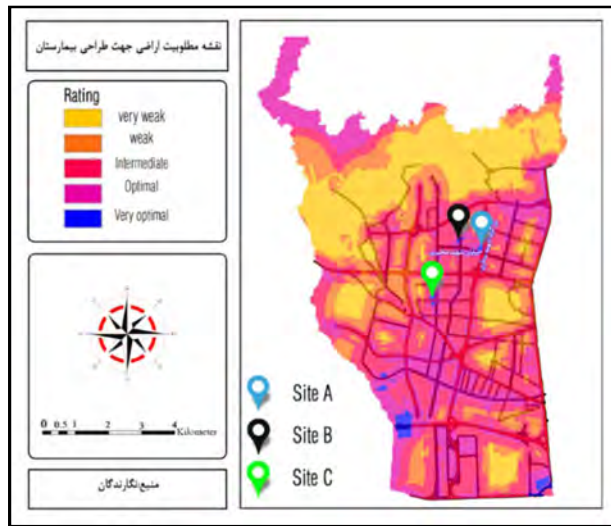 نقشه مطلوبیت اراضی جهت طراحی بیمارستان
Rating
very weak
weak
Intermediate
Optimal
Very optimal
0 0.5 1 2 3 4
Kilometer
منبع:نگارندگان
Site A
Site B
Site C